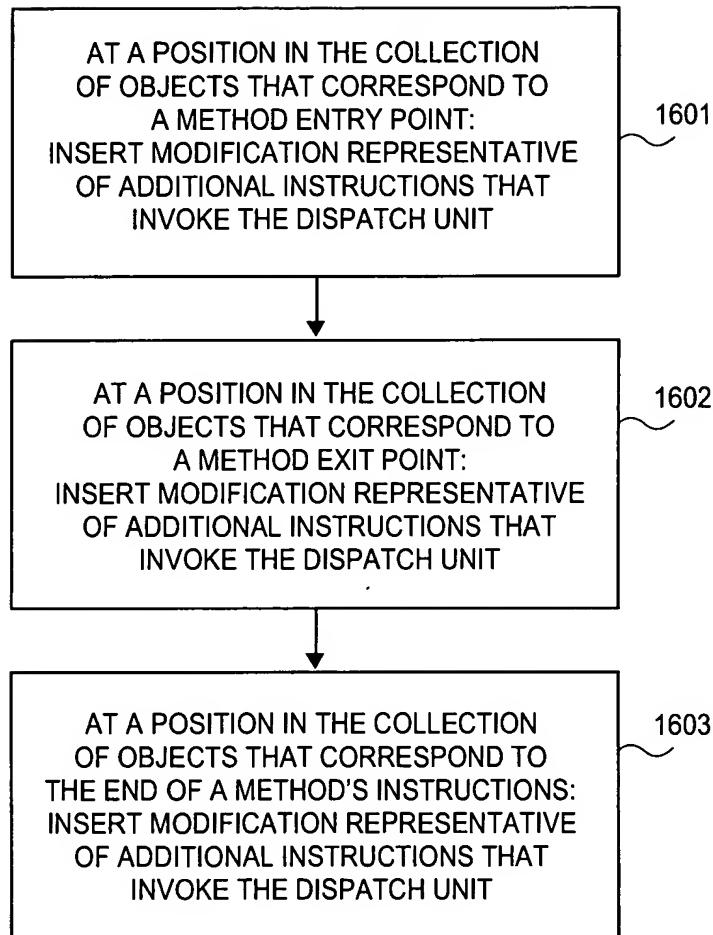 AT A POSITION IN THE COLLECTION
OF OBJECTS THAT CORRESPOND TO
A METHOD ENTRY POINT:
INSERT MODIFICATION REPRESENTATIVE
OF ADDITIONAL INSTRUCTIONS THAT
INVOKE THE DISPATCH UNIT
1601
AT A POSITION IN THE COLLECTION
OF OBJECTS THAT CORRESPOND TO
A METHOD EXIT POINT:
INSERT MODIFICATION REPRESENTATIVE
OF ADDITIONAL INSTRUCTIONS THAT
INVOKE THE DISPATCH UNIT
1602
AT A POSITION IN THE COLLECTION
OF OBJECTS THAT CORRESPOND TO
THE END OF A METHOD'S INSTRUCTIONS:
INSERT MODIFICATION REPRESENTATIVE
OF ADDITIONAL INSTRUCTIONS THAT
INVOKE THE DISPATCH UNIT
1603